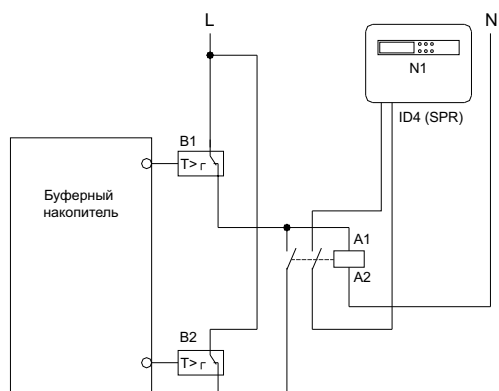 L
N
N1
ID4 (SPR)
B1
T> г
Буферный
накопитель
A1
A2
B2
T> г